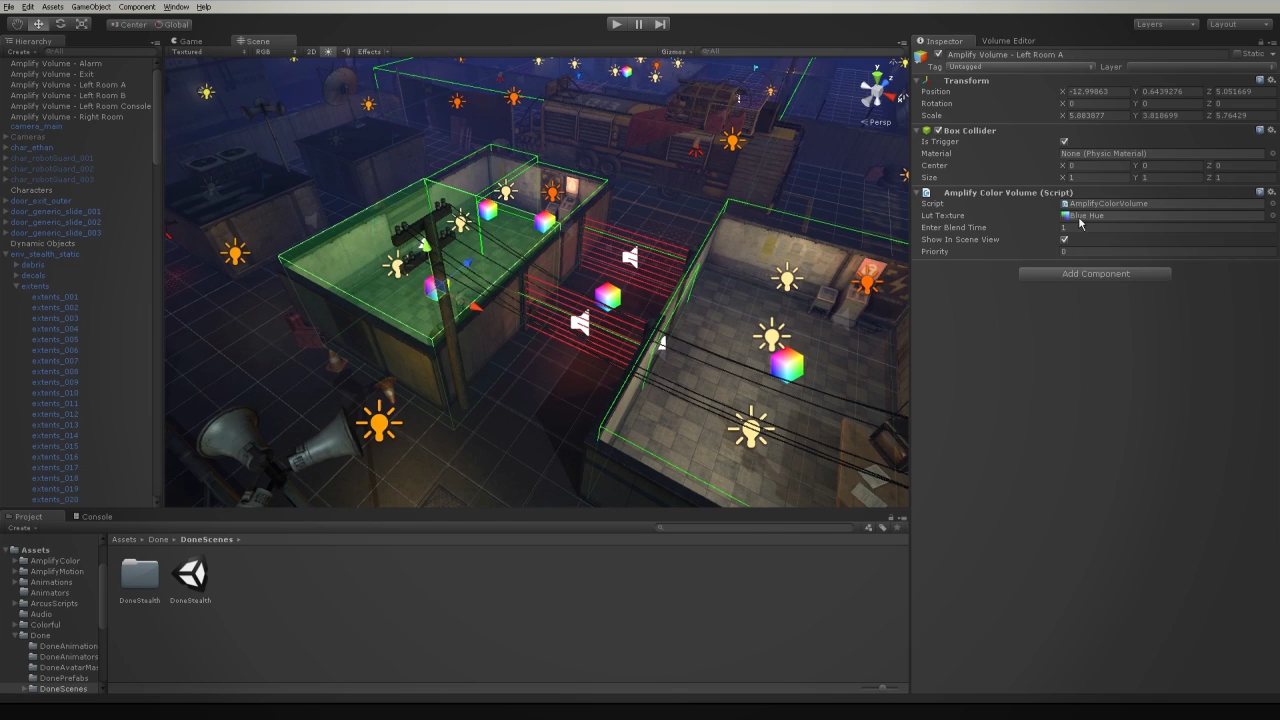 File Edit Assets GameObject Component Window Help
Center Global
Layers Layout
Hierarchy
Create All
Amplify Volume - Alarm
Amplify Volume - Exit
Amplify Volume - Left Room A
Amplify Volume - Left Room B
Amplify Volume - Left Room Console
Amplify Volume - Right Room
camera_main
Cameras
char_ethan
char_robotGuard_001
char_robotGuard_002
char_robotGuard_003
Characters
door_exit_outer
door_generic_slide_001
door_generic_slide_002
door_generic_slide_003
Dynamic Objects
env_stealth_static
debris
decals
extents
extents_001
extents_002
extents_003
extents_004
extents_005
extents_006
extents_007
extents_008
extents_009
extents_010
extents_011
extents_012
extents_013
extents_014
extents_015
extents_016
extents_017
extents_018
extents_019
extents_020
Game Scene
Textured RGB 2D Effects Gizmos All
y
Persp
Inspector Volume Editor
Amplify Volume - Left Room A Static
Tag Untagged Layer
Transform
Position X -12.99863 Y 0.6439276 Z 5.051669
Rotation X 0 Y 0 Z 0
Scale X 5.883877 Y 3.818699 Z 5.76429
Box Collider
Is Trigger
Material None (Physic Material)
Center X 0 Y 0 Z 0
Size X 1 Y 1 Z 1
Amplify Color Volume (Script)
Script AmplifyColorVolume
Lut Texture Blue Hue
Enter Blend Time 1
Show In Scene View
Priority 0
Add Component
Project Console
Create
Assets
AmplifyColor
AmplifyMotion
Animations
Animators
ArcusScripts
Audio
Colorful
Done
DoneAnimation
DoneAnimators
DoneAvatarMas
DonePrefabs
DoneScenes
Assets Done DoneScenes
DoneStealth DoneStealth